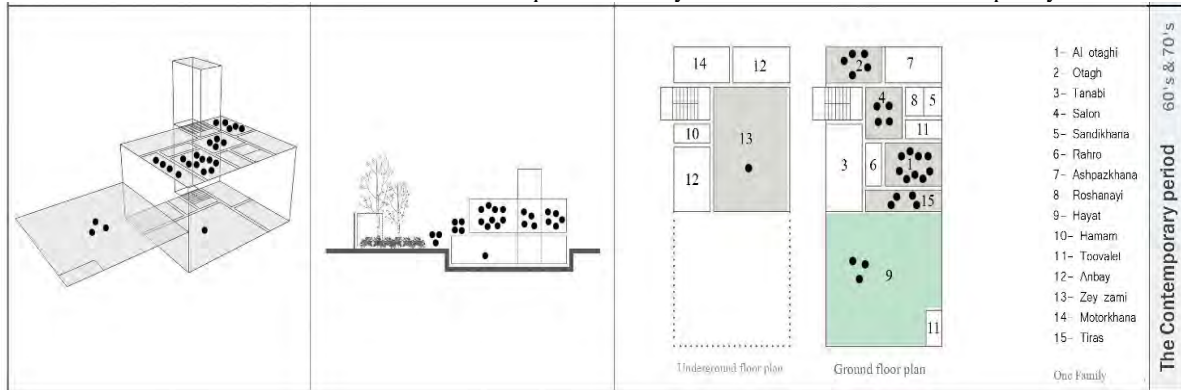 14
12
10
13
12
Underground floor plan
2
7
4
8
5
11
3
6
1
15
9
11
Ground floor plan
1- Al otaghi
2- Otagh
3- Tanabi
4- Salon
5- Sandikhana
6- Rahro
7- Ashpazkhana
8 Roshanayi
9- Hayat
10- Hamam
11- Toovalet
12- Anbay
13- Zey zami
14- Motorkhana
15- Tiras
One Family
The Contemporary period 60's & 70's